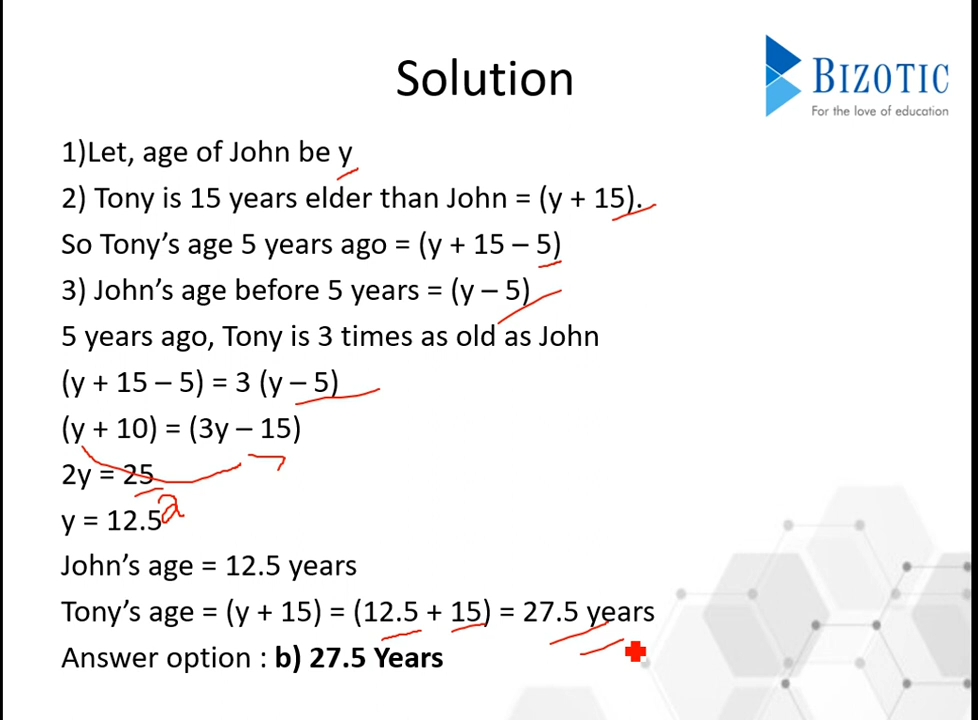 Solution
BIZOTIC
For the love of education
1)Let, age of John be y
2) Tony is 15 years elder than John = (y + 15).
So Tony’s age 5 years ago = (y + 15 – 5)
3) John’s age before 5 years = (y – 5)
5 years ago, Tony is 3 times as old as John
(y + 15 – 5) = 3 (y – 5)
(y + 10) = (3y – 15)
2y = 25
2
y = 12.5
John’s age = 12.5 years
Tony’s age = (y + 15) = (12.5 + 15) = 27.5 years
Answer option : b) 27.5 Years